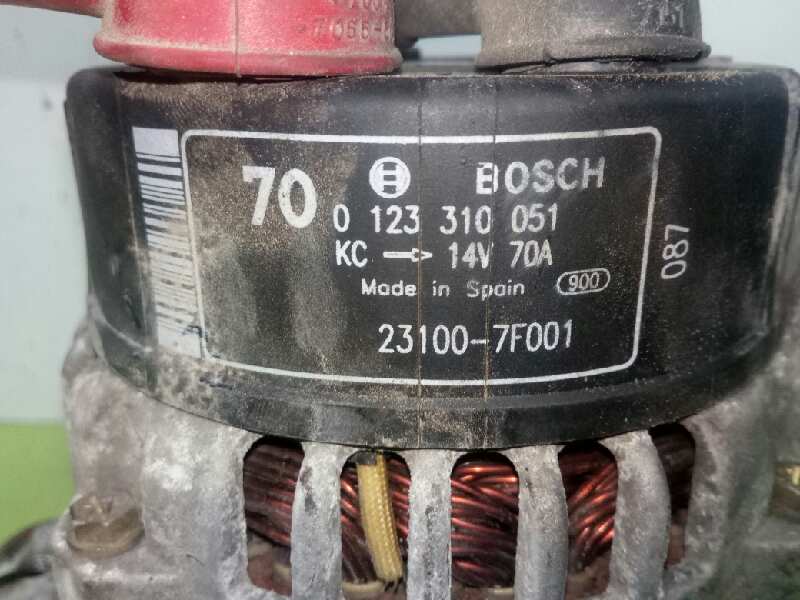 70 BOSCH
0 123 310 051
KC → 14V 70A
Made in Spain 900
23100-7F001
087